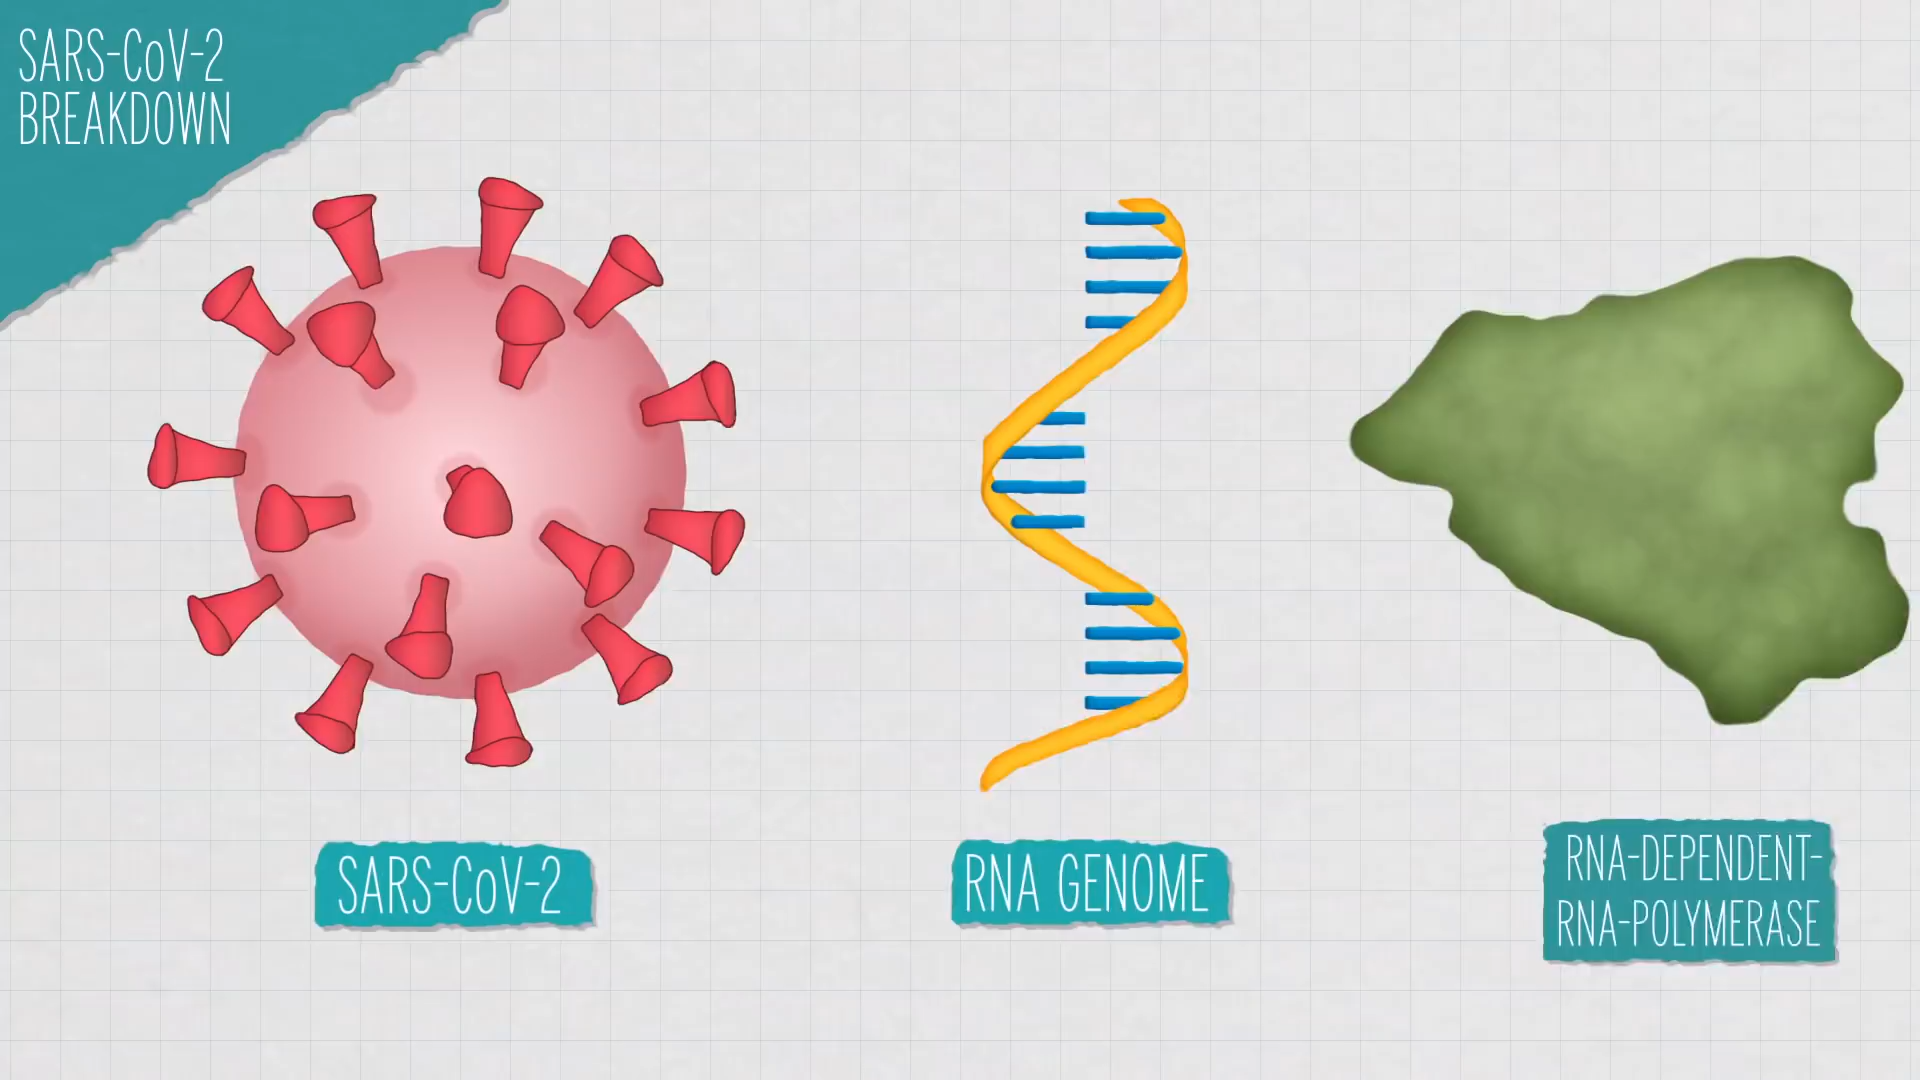 SARS-CoV-2
BREAKDOWN
SARS-CoV-2
RNA GENOME
RNA-DEPENDENT-
RNA-POLYMERASE